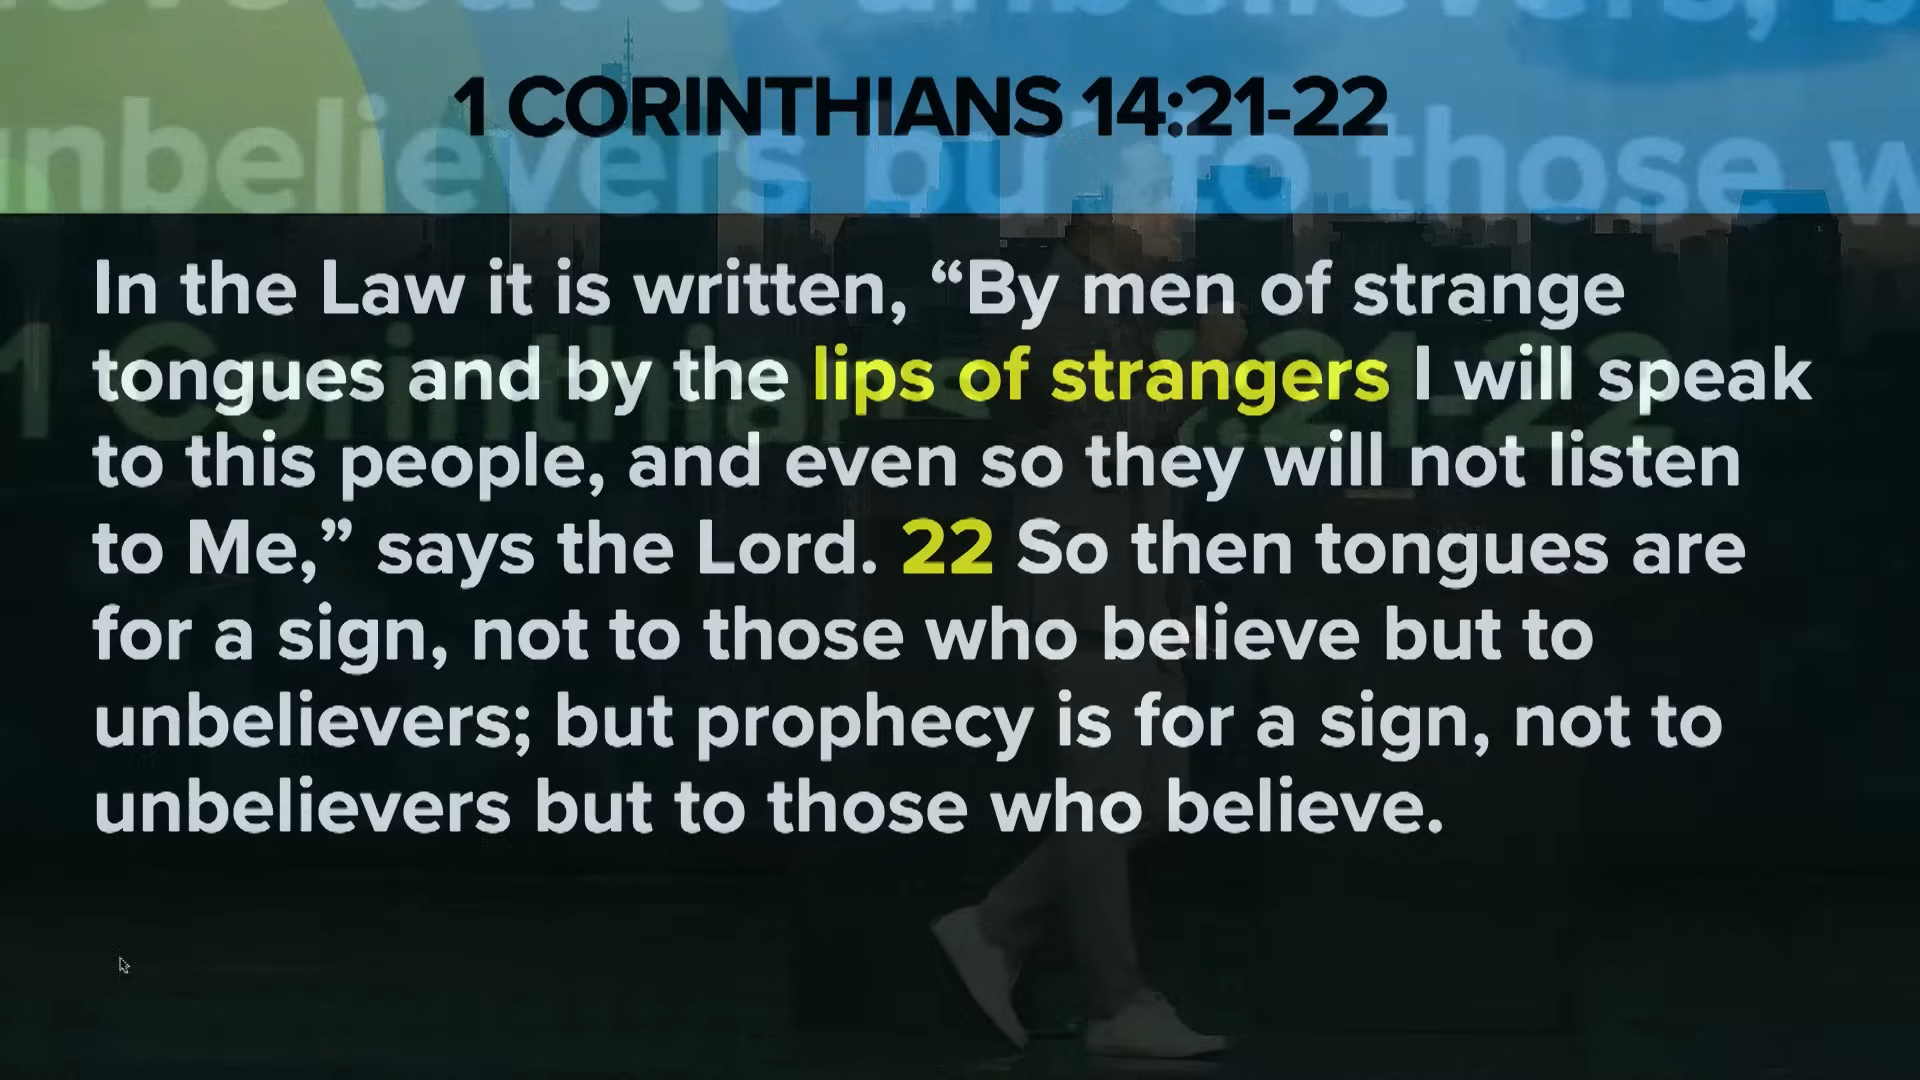 1 CORINTHIANS 14:21-22
In the Law it is written, “By men of strange
tongues and by the lips of strangers I will speak
to this people, and even so they will not listen
to Me,” says the Lord. 22 So then tongues are
for a sign, not to those who believe but to
unbelievers; but prophecy is for a sign, not to
unbelievers but to those who believe.